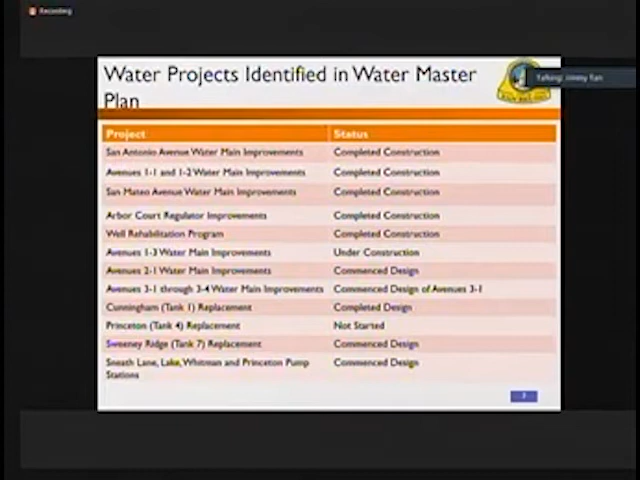 Recording
Water Projects Identified in Water Master
Plan
Talking: Jimmy Tan
Project Status
San Antonio Avenue Water Main Improvements Completed Construction
Avenues 1-1 and 1-2 Water Main Improvements Completed Construction
San Mateo Avenue Water Main Improvements Completed Construction
Arbor Court Regulator Improvements Completed Construction
Well Rehabilitation Program Completed Construction
Avenues 1-3 Water Main Improvements Under Construction
Avenues 2-1 Water Main Improvements Commenced Design
Avenues 3-1 through 3-4 Water Main Improvements Commenced Design of Avenues 3-1
Cunningham (Tank 1) Replacement Completed Design
Princeton (Tank 4) Replacement Not Started
Sweeney Ridge (Tank 7) Replacement Commenced Design
Sneath Lane, Lake, Whitman and Princeton Pump Commenced Design
Stations